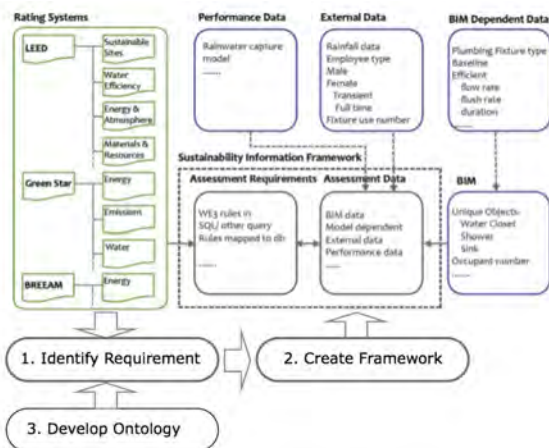 Rating Systems
LEED
Sustainable
Sites
Water
Efficiency
Energy &
Atmosphere
Materials &
Resources
Green Star
Energy
Emission
Water
BREEAM
Energy
Performance Data
Rainwater capture
model
......
External Data
Rainfall data
Employee type
Male
Female
Transient
Full time
Fixture use number
BIM Dependent Data
Plumbing Fixture type
Baseline
Efficient
flow rate
flush rate
duration
......
Sustainability Information Framework
Assessment Requirements
WE3 rules in
SQL/ other query
Rules mapped to db
......
Assessment Data
BIM data
Model dependent
External data
Performance data
......
BIM
Unique Objects-
Water Closet
Shower
Sink
Occupant number
......
1. Identify Requirement
2. Create Framework
3. Develop Ontology